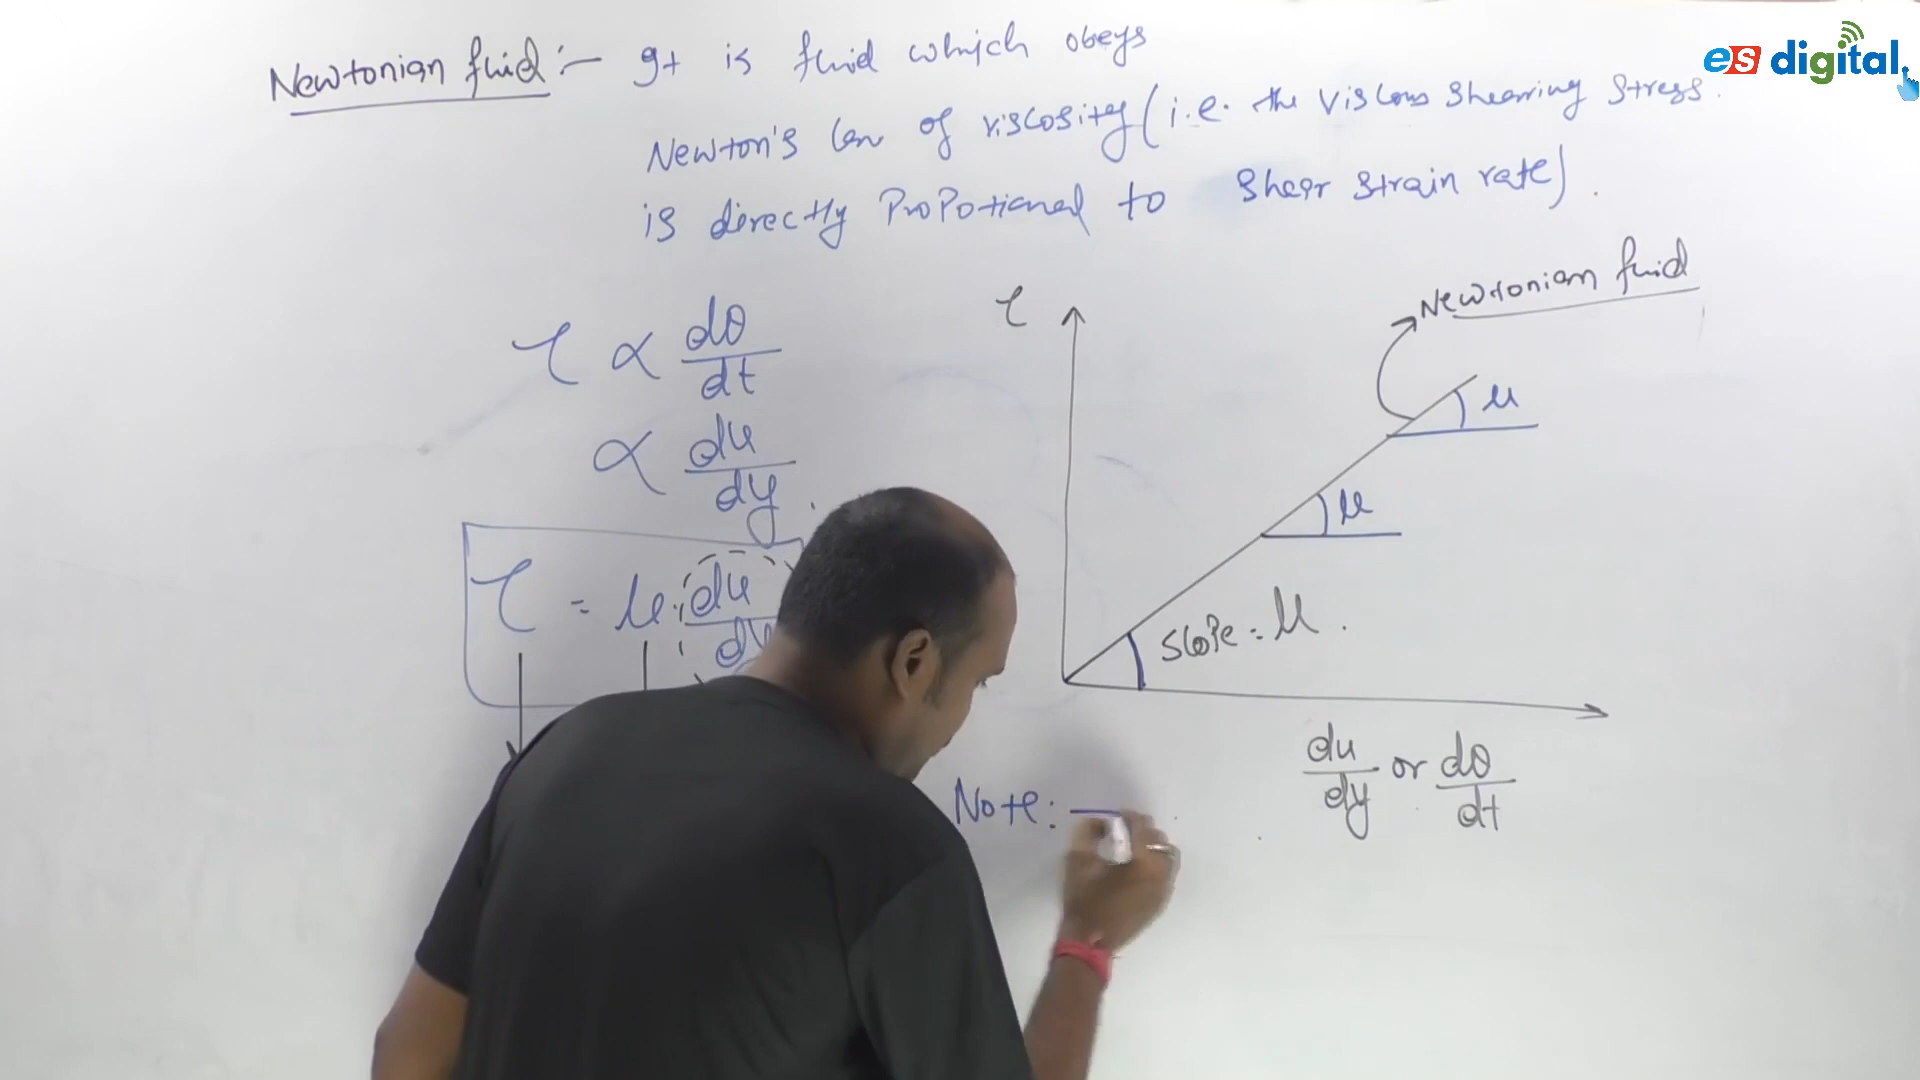 Newtonian fluid :- It is fluid which obeys
Newton's law of viscosity (i.e. the viscous shearing stress.
is directly propotional to shear strain rate).
τ ∝ dθ/dt
∝ du/dy.
τ = μ. du/dy
τ
Newtonian fluid
μ
μ
slope = μ.
du/dy or dθ/dt
Note: —
es digital